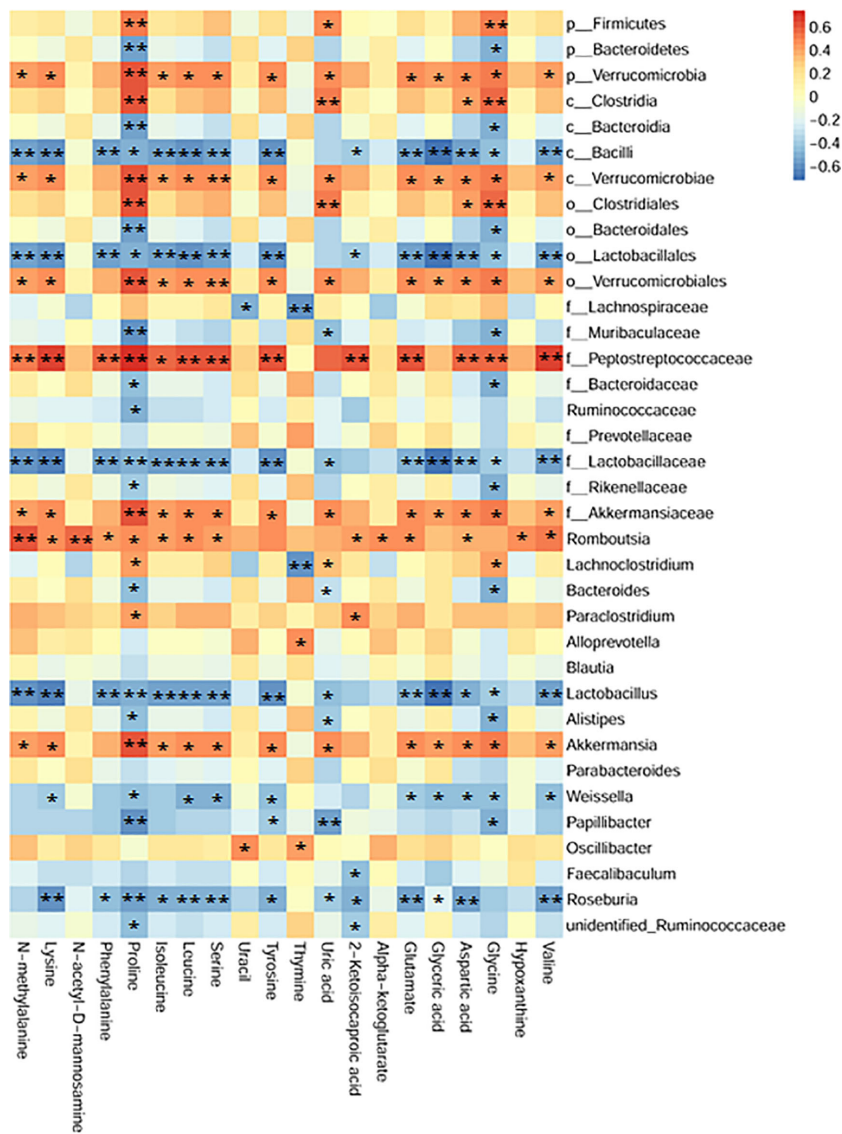 p__Firmicutes
p__Bacteroidetes
p__Verrucomicrobia
c__Clostridia
c__Bacteroidia
c__Bacilli
c__Verrucomicrobiae
o__Clostridiales
o__Bacteroidales
o__Lactobacillales
o__Verrucomicrobiales
f__Lachnospiraceae
f__Muribaculaceae
f__Peptostreptococcaceae
f__Bacteroidaceae
Ruminococcaceae
f__Prevotellaceae
f__Lactobacillaceae
f__Rikenellaceae
f__Akkermansiaceae
Romboutsia
Lachnoclostridium
Bacteroides
Paraclostridium
Alloprevotella
Blautia
Lactobacillus
Alistipes
Akkermansia
Parabacteroides
Weissella
Papillibacter
Oscillibacter
Faecalibaculum
Roseburia
unidentified_Ruminococcaceae
0.6
0.4
0.2
0
−0.2
−0.4
−0.6
N−methylalanine
Lysine
N−acetyl−D−mannosamine
Phenylalanine
Proline
Isoleucine
Leucine
Serine
Uracil
Tyrosine
Thymine
Uric acid
2−Ketoisocaproic acid
Alpha−ketoglutarate
Glutamate
Glyceric acid
Aspartic acid
Glycine
Hypoxanthine
Valine